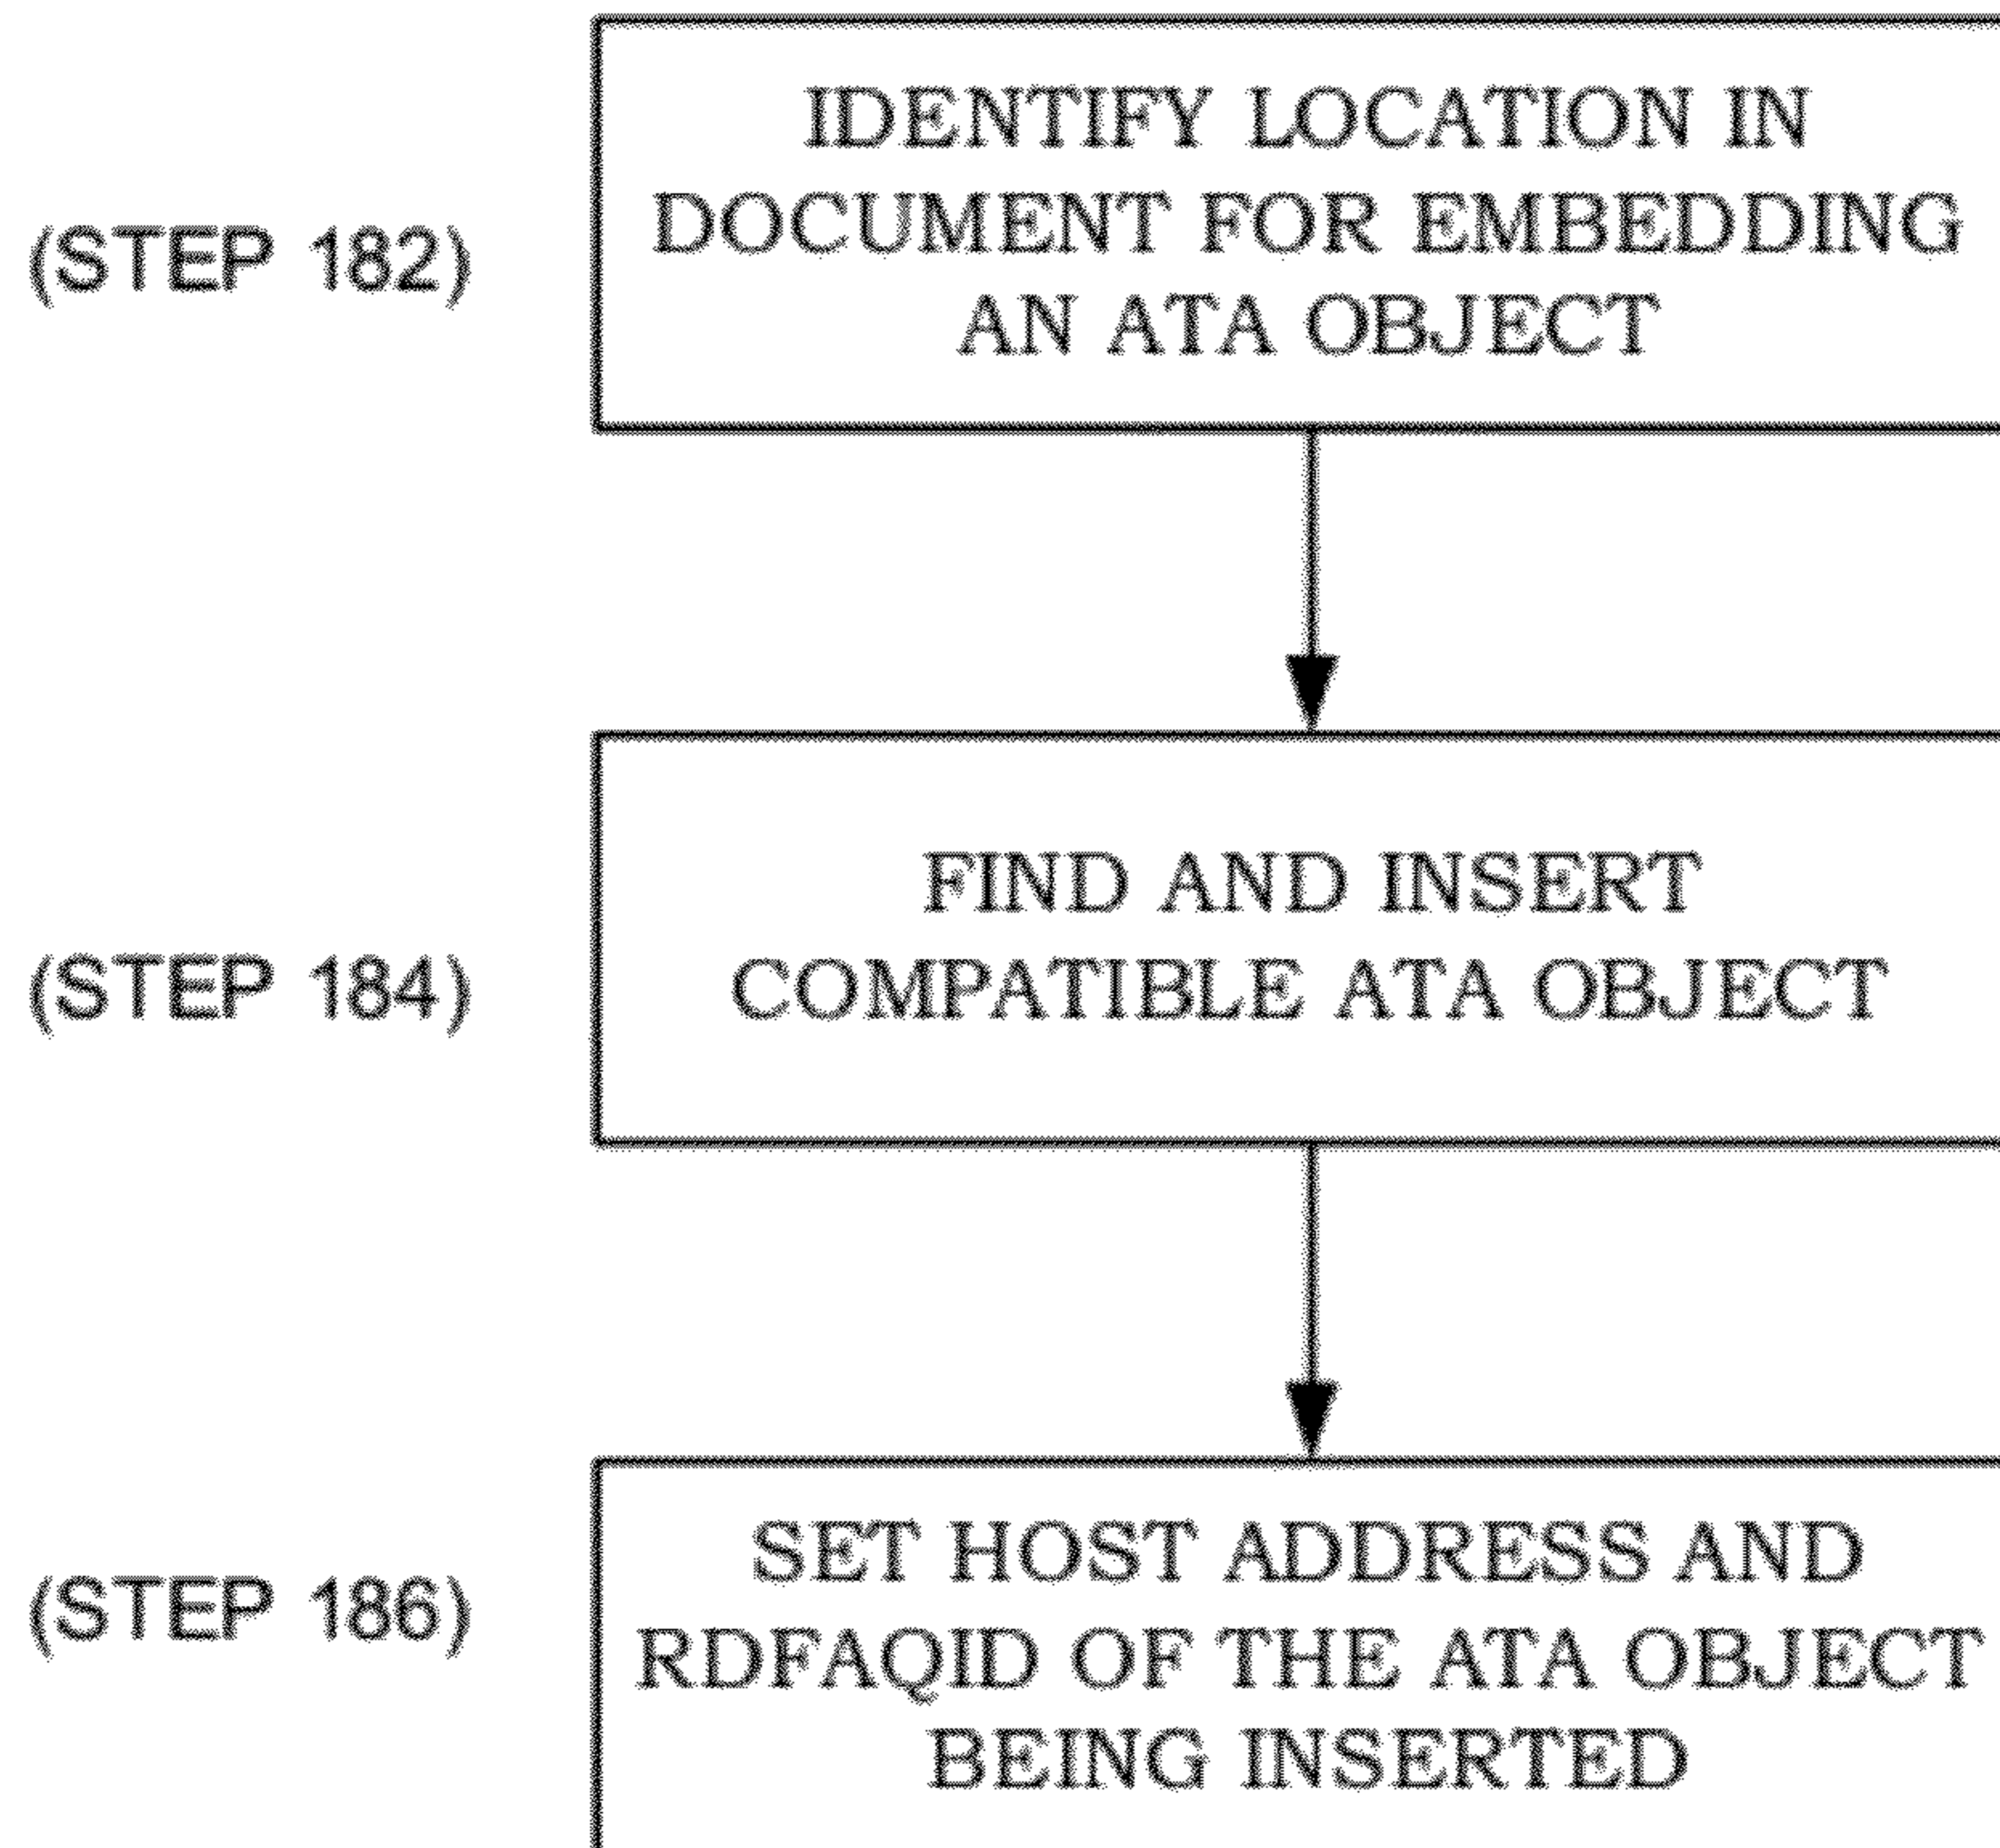 IDENTIFY LOCATION IN
DOCUMENT FOR EMBEDDING
AN ATA OBJECT
(STEP 182)
FIND AND INSERT
COMPATIBLE ATA OBJECT
(STEP 184)
SET HOST ADDRESS AND
RDFAQID OF THE ATA OBJECT
BEING INSERTED
(STEP 186)